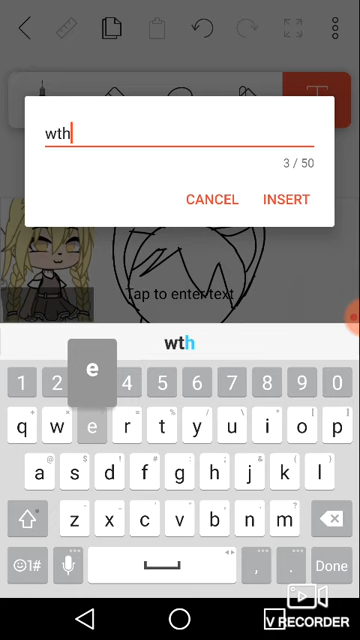 T
wth
3 / 50
CANCEL INSERT
Tap to enter text
wth
e
1 2 4 5 6 7 8 9 0
q w e r t y u i o p
a s d f g h j k l
z x c v b n m
!#1☺ , . Done
V RECORDER